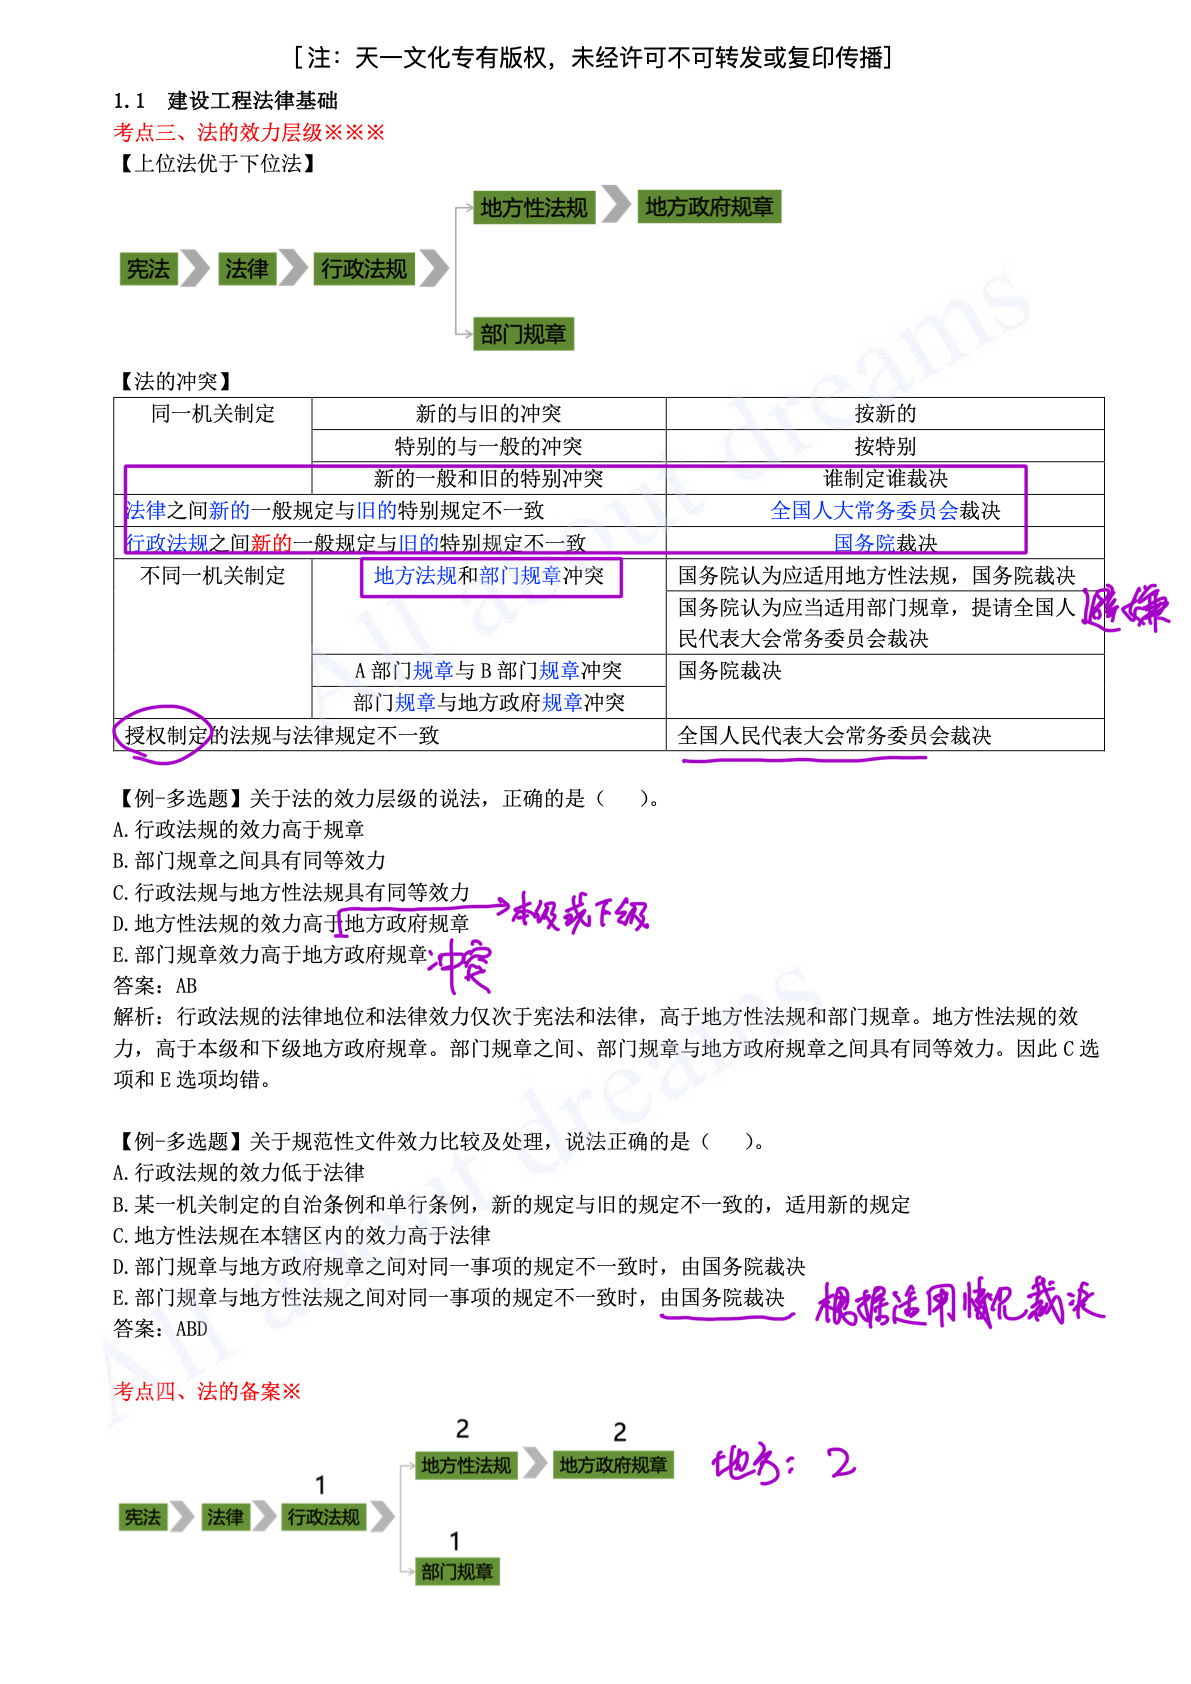 [注：天一文化专有版权，未经许可不可转发或复印传播]
1.1 建设工程法律基础
考点三、法的效力层级※※※
【上位法优于下位法】
地方性法规 地方政府规章
宪法 法律 行政法规
部门规章
【法的冲突】
同一机关制定 新的与旧的冲突 按新的
特别的与一般的冲突 按特别
新的一般和旧的特别冲突 谁制定谁裁决
法律之间新的一般规定与旧的特别规定不一致 全国人大常务委员会裁决
行政法规之间新的一般规定与旧的特别规定不一致 国务院裁决
不同一机关制定 地方法规和部门规章冲突 国务院认为应适用地方性法规，国务院裁决
国务院认为应当适用部门规章，提请全国人 避嫌
民代表大会常务委员会裁决
A 部门规章与 B 部门规章冲突 国务院裁决
部门规章与地方政府规章冲突
授权制定的法规与法律规定不一致 全国人民代表大会常务委员会裁决
【例-多选题】关于法的效力层级的说法，正确的是（ ）。
A.行政法规的效力高于规章
B.部门规章之间具有同等效力
C.行政法规与地方性法规具有同等效力
D.地方性法规的效力高于地方政府规章 本级或下级
E.部门规章效力高于地方政府规章 冲突
答案：AB
解析：行政法规的法律地位和法律效力仅次于宪法和法律，高于地方性法规和部门规章。地方性法规的效
力，高于本级和下级地方政府规章。部门规章之间、部门规章与地方政府规章之间具有同等效力。因此 C 选
项和 E 选项均错。
【例-多选题】关于规范性文件效力比较及处理，说法正确的是（ ）。
A.行政法规的效力低于法律
B.某一机关制定的自治条例和单行条例，新的规定与旧的规定不一致的，适用新的规定
C.地方性法规在本辖区内的效力高于法律
D.部门规章与地方政府规章之间对同一事项的规定不一致时，由国务院裁决
E.部门规章与地方性法规之间对同一事项的规定不一致时，由国务院裁决 根据适用情况裁决
答案：ABD
考点四、法的备案※
2 2
地方性法规 地方政府规章 地方：2
1
宪法 法律 行政法规
1
部门规章
All about dreams
All about dreams